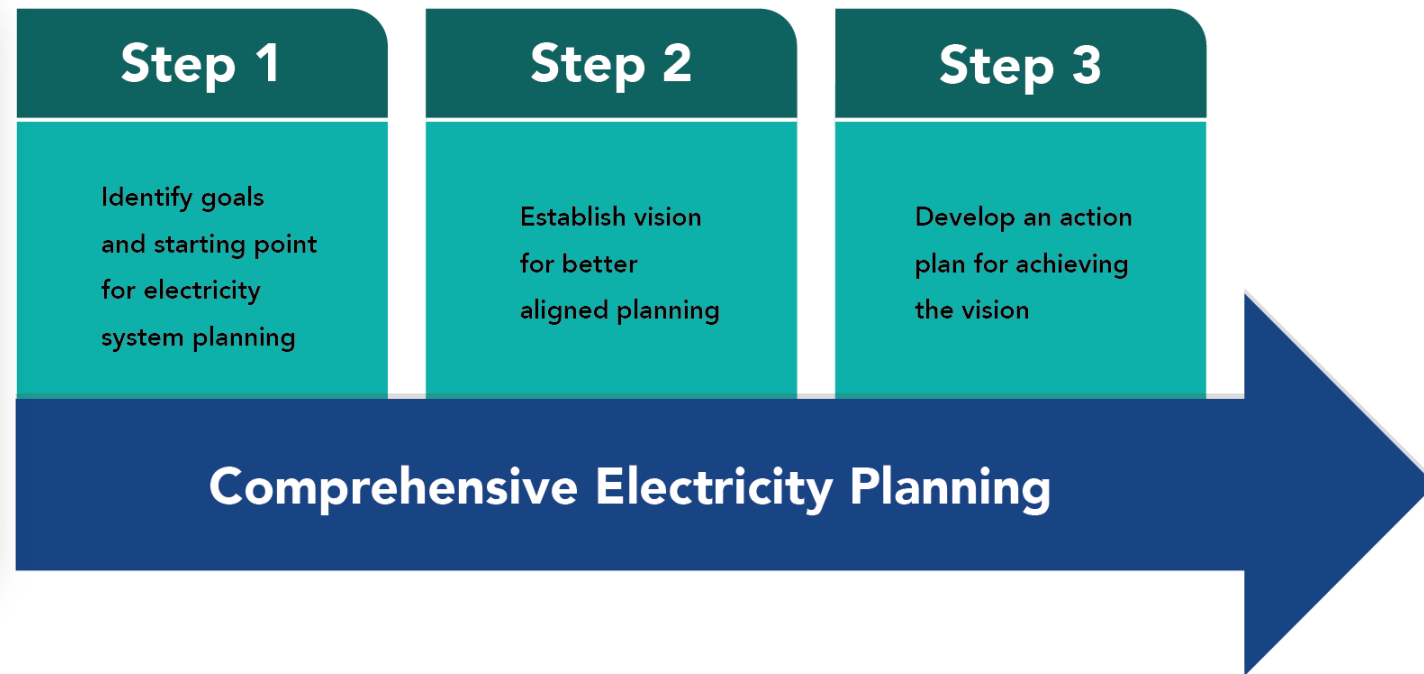 Step 1
Identify goals
and starting point
for electricity
system planning
Step 2
Establish vision
for better
aligned planning
Step 3
Develop an action
plan for achieving
the vision
Comprehensive Electricity Planning